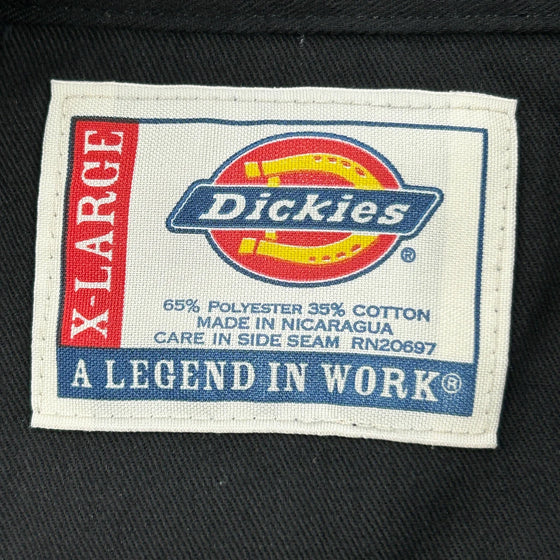 X-LARGE
Dickies®
65% POLYESTER 35% COTTON
MADE IN NICARAGUA
CARE IN SIDE SEAM RN20697
A LEGEND IN WORK®